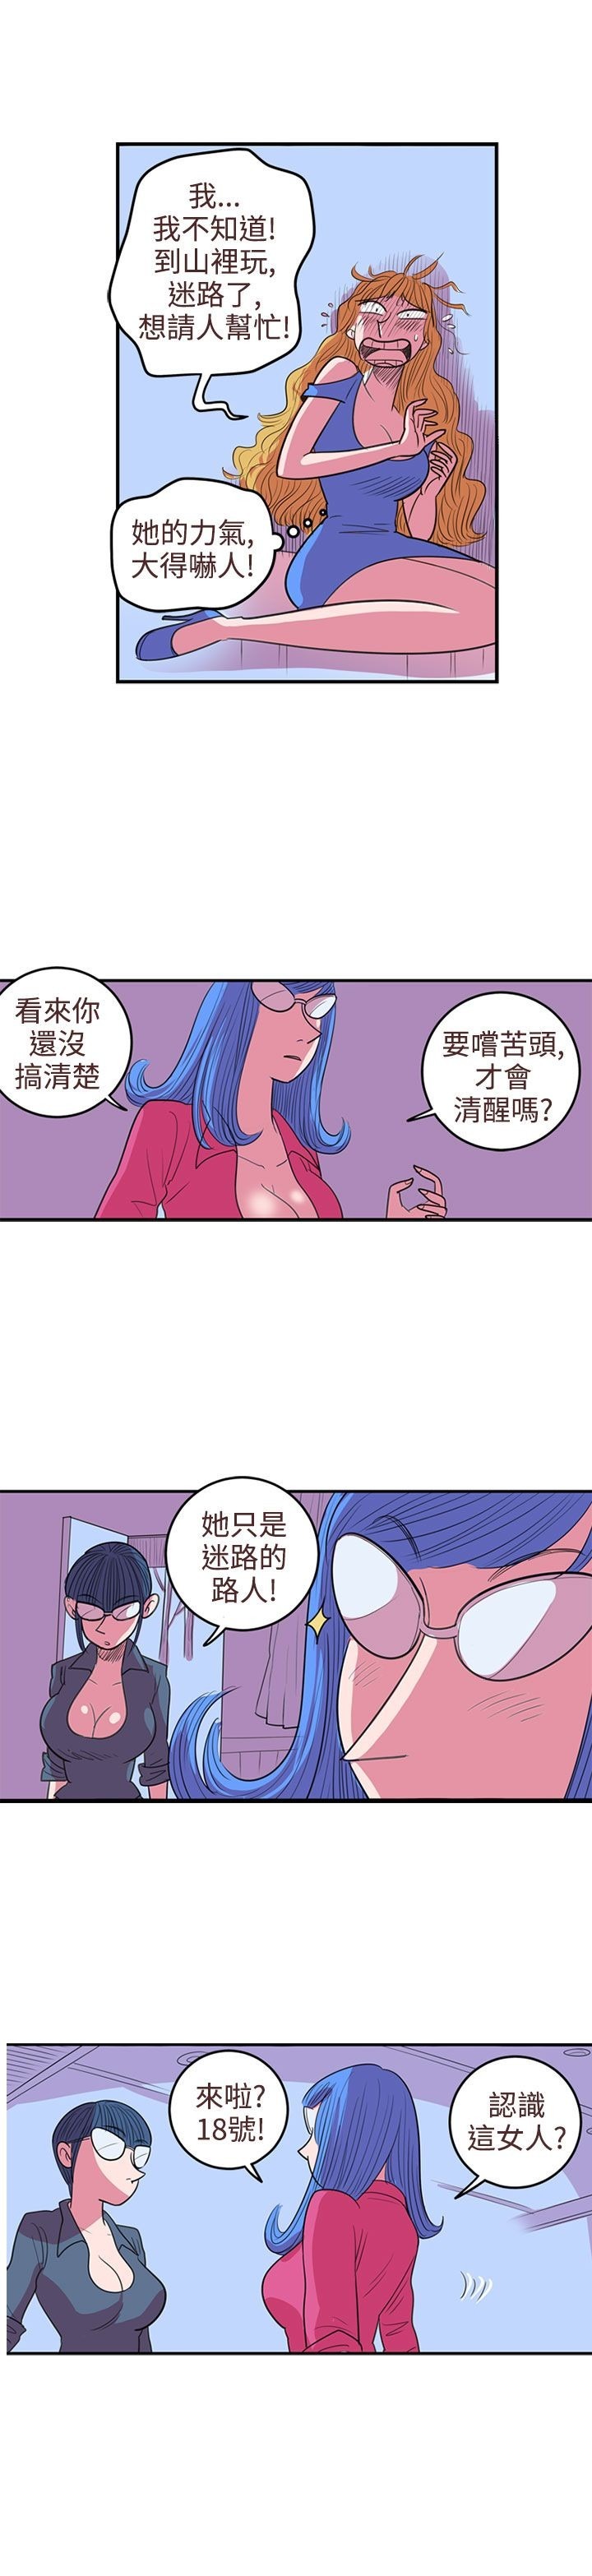 我...
我不知道!
到山裡玩,
迷路了,
想請人幫忙!
她的力氣,
大得嚇人!
看來你
還沒
搞清楚
要嚐苦頭,
才會
清醒嗎?
她只是
迷路的
路人!
來啦?
18號!
認識
這女人?